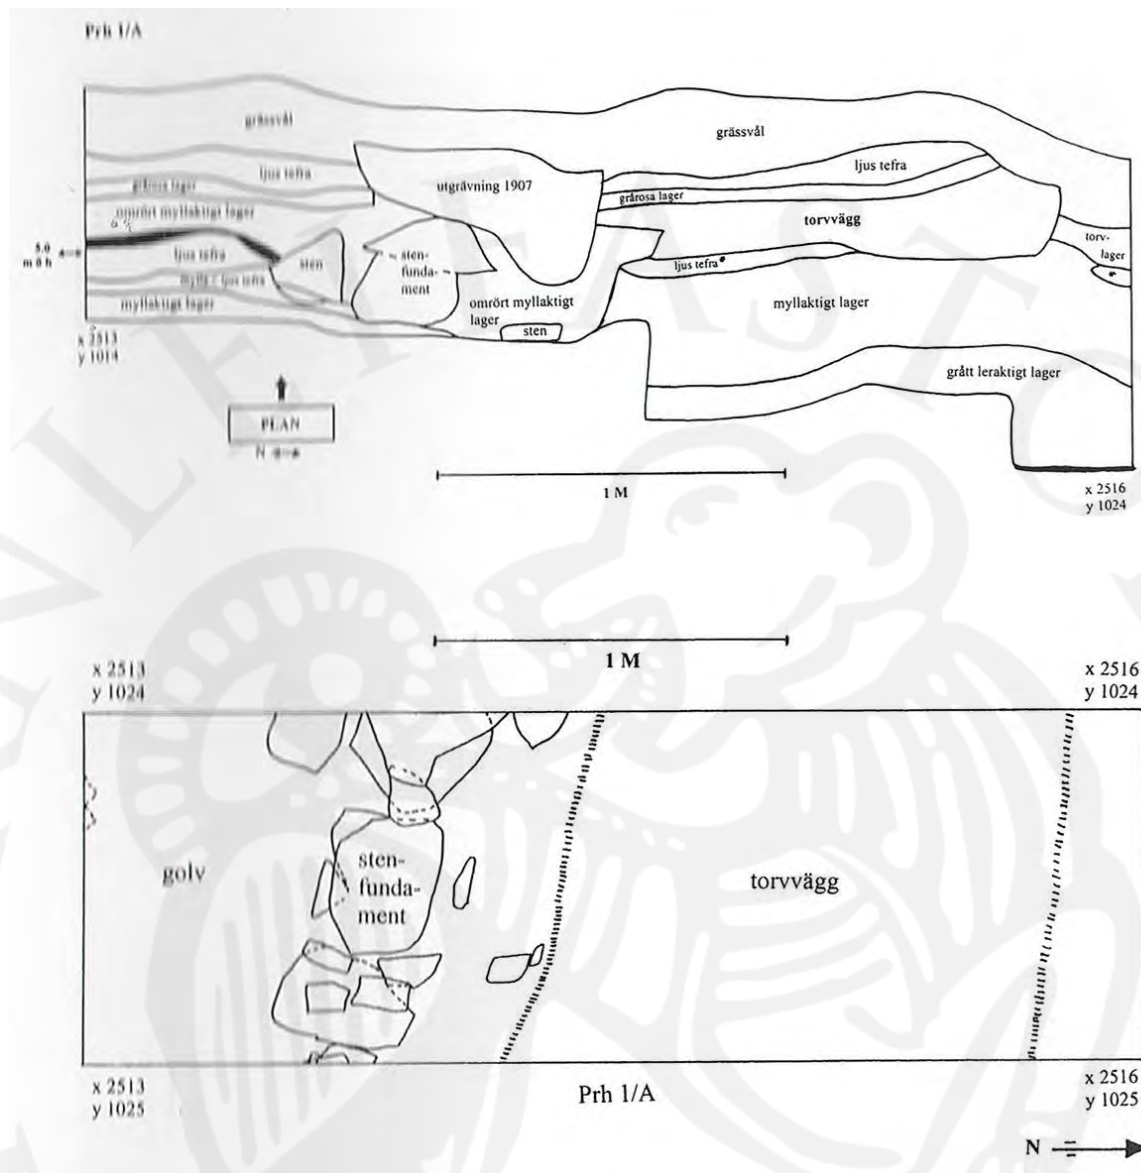 Prh 1/A
grässvål
grässvål
ljus tefra
ljus tefra
utgrävning 1907
grårosa lager
grårosa lager
omrört myllaktigt lager
torvvägg
5.0
m ö h
ljus tefra
sten
sten-
funda-
ment
torv-
lager
ljus tefra
mylla + ljus tefra
myllaktigt lager
omrört myllaktigt
lager
sten
myllaktigt lager
x 2513
y 1014
grått leraktigt lager
PLAN
N
1 M
x 2516
y 1024
1 M
x 2513
y 1024
x 2516
y 1024
golv
sten-
funda-
ment
torvvägg
x 2513
y 1025
Prh 1/A
x 2516
y 1025
N